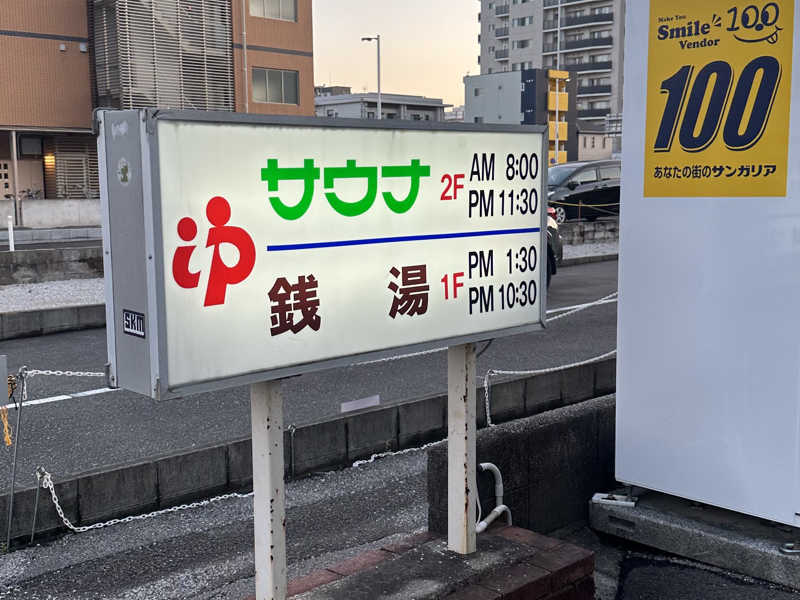 サウナ 2F AM 8:00
PM 11:30
銭湯 1F PM 1:30
PM 10:30
SKM
Make You
Smile 100
Vendor
100
あなたの街のサンガリア